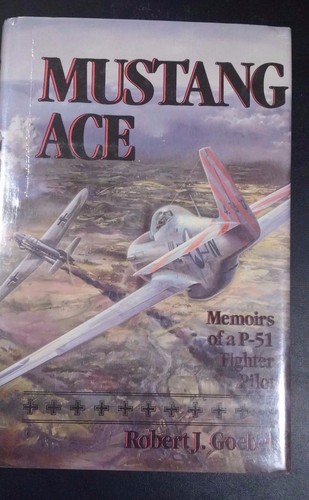 MUSTANG
ACE
Memoirs
of a P-51
Fighter
Pilot
Robert J. Goebel